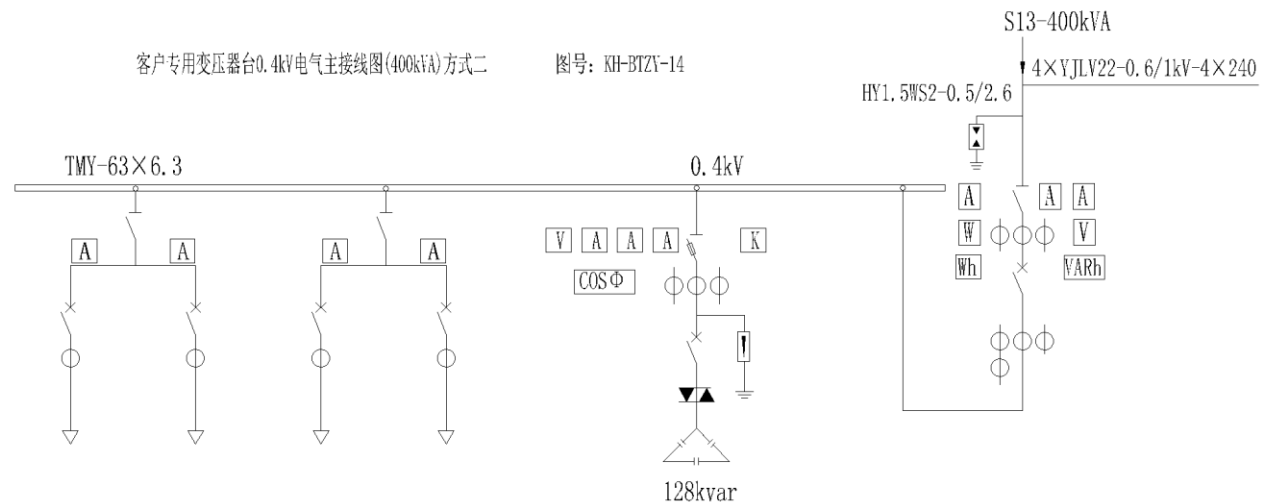 S13-400kVA
客户专用变压器台0.4kV电气主接线图(400kVA)方式二
图号: KH-BTZY-14
4×YJLV22-0.6/1kV-4×240
HY1.5WS2-0.5/2.6
TMY-63×6.3
0.4kV
A A A
W V
Wh VARh
A A A A
V A A A K
COSΦ
128kvar